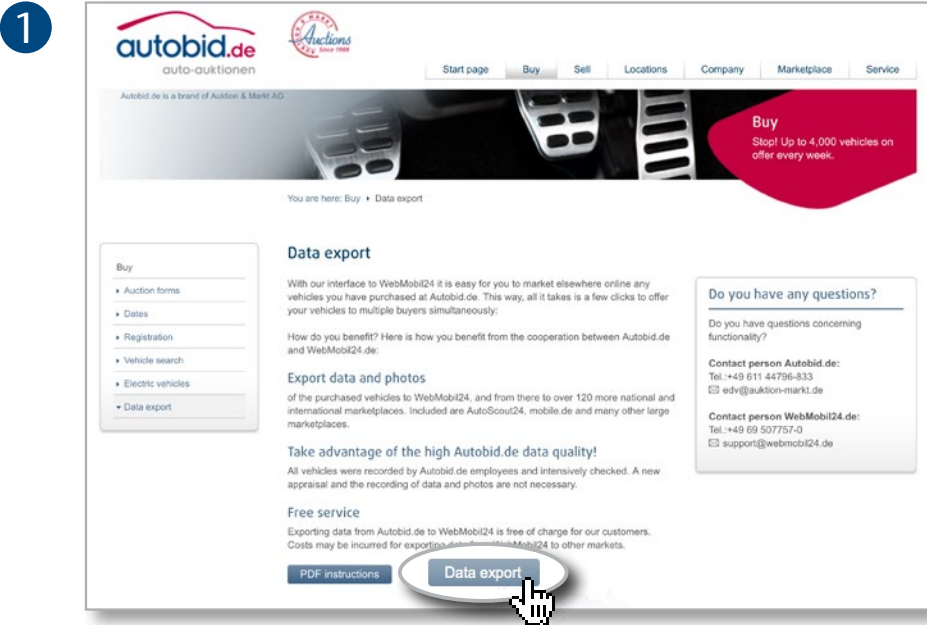 1
autobid.de
auto-auktionen
Auctions
Since 1988
Start page Buy Sell Locations Company Marketplace Service
Autobid.de is a brand of Auktion & Markt AG
Buy
Stop! Up to 4,000 vehicles on
offer every week.
You are here: Buy ▸ Data export
Buy
Auction forms
Dates
Registration
Vehicle search
Electric vehicles
Data export
Data export
With our interface to WebMobil24 it is easy for you to market elsewhere online any
vehicles you have purchased at Autobid.de. This way, all it takes is a few clicks to offer
your vehicles to multiple buyers simultaneously:
How do you benefit? Here is how you benefit from the cooperation between Autobid.de
and WebMobil24.de:
Export data and photos
of the purchased vehicles to WebMobil24, and from there to over 120 more national and
international marketplaces. Included are AutoScout24, mobile.de and many other large
marketplaces.
Take advantage of the high Autobid.de data quality!
All vehicles were recorded by Autobid.de employees and intensively checked. A new
appraisal and the recording of data and photos are not necessary.
Free service
Exporting data from Autobid.de to WebMobil24 is free of charge for our customers.
Costs may be incurred for exporting data from WebMobil24 to other markets.
PDF instructions
Data export
Do you have any questions?
Do you have questions concerning
functionality?
Contact person Autobid.de:
Tel.:+49 611 44796-833
edv@auktion-markt.de
Contact person WebMobil24.de:
Tel.:+49 69 507757-0
support@webmobil24.de